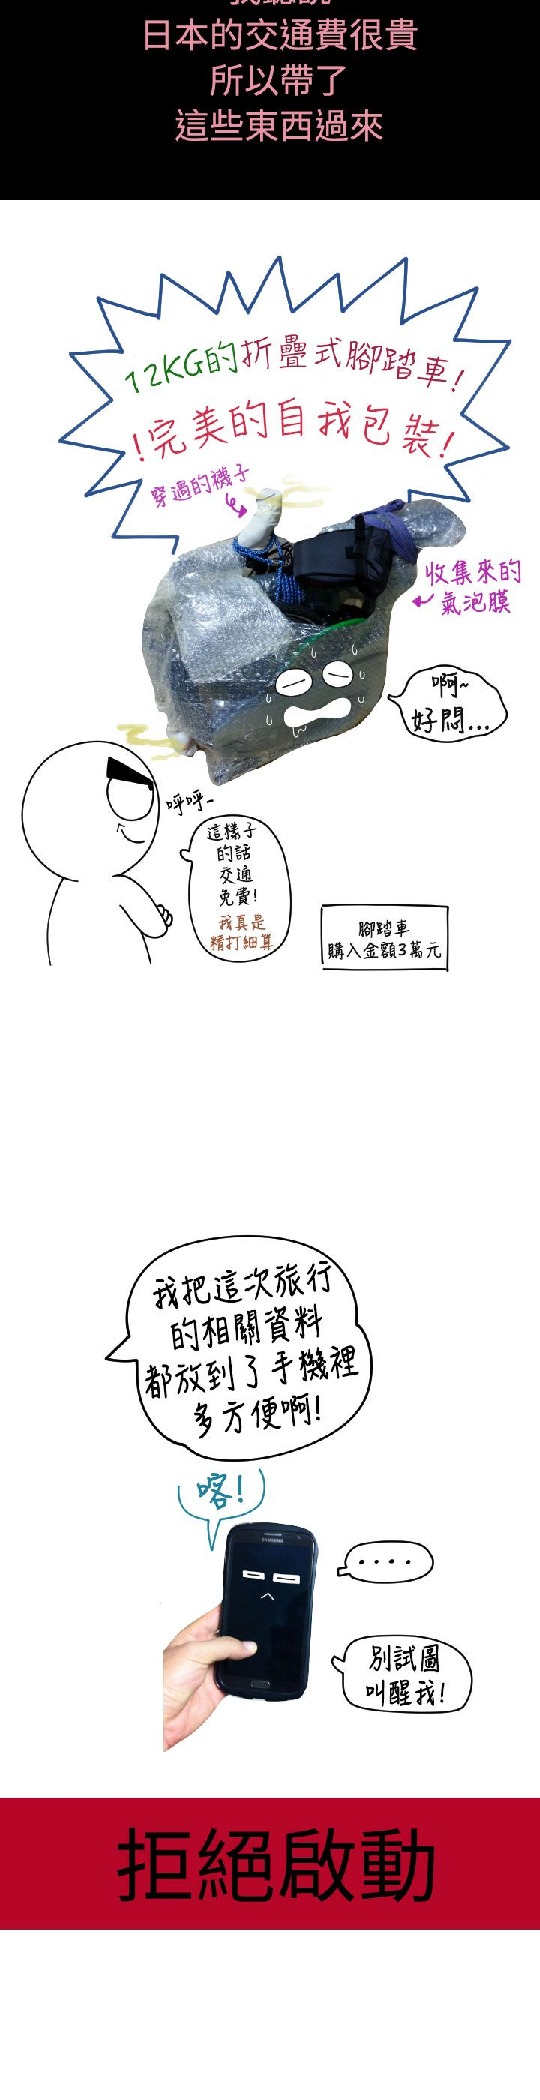 日本的交通費很貴
所以帶了
這些東西過來
12KG的折疊式腳踏車!
!完美的自我包裝!
穿過的襪子
收集來的
氣泡膜
啊~
好悶...
呼呼~
這樣子
的話
交通
免費!
我真是
精打細算
腳踏車
購入金額3萬元
我把這次旅行
的相關資料
都放到了手機裡
多方便啊!
喀!
SAMSUNG
....
別試圖
叫醒我!
拒絕啟動